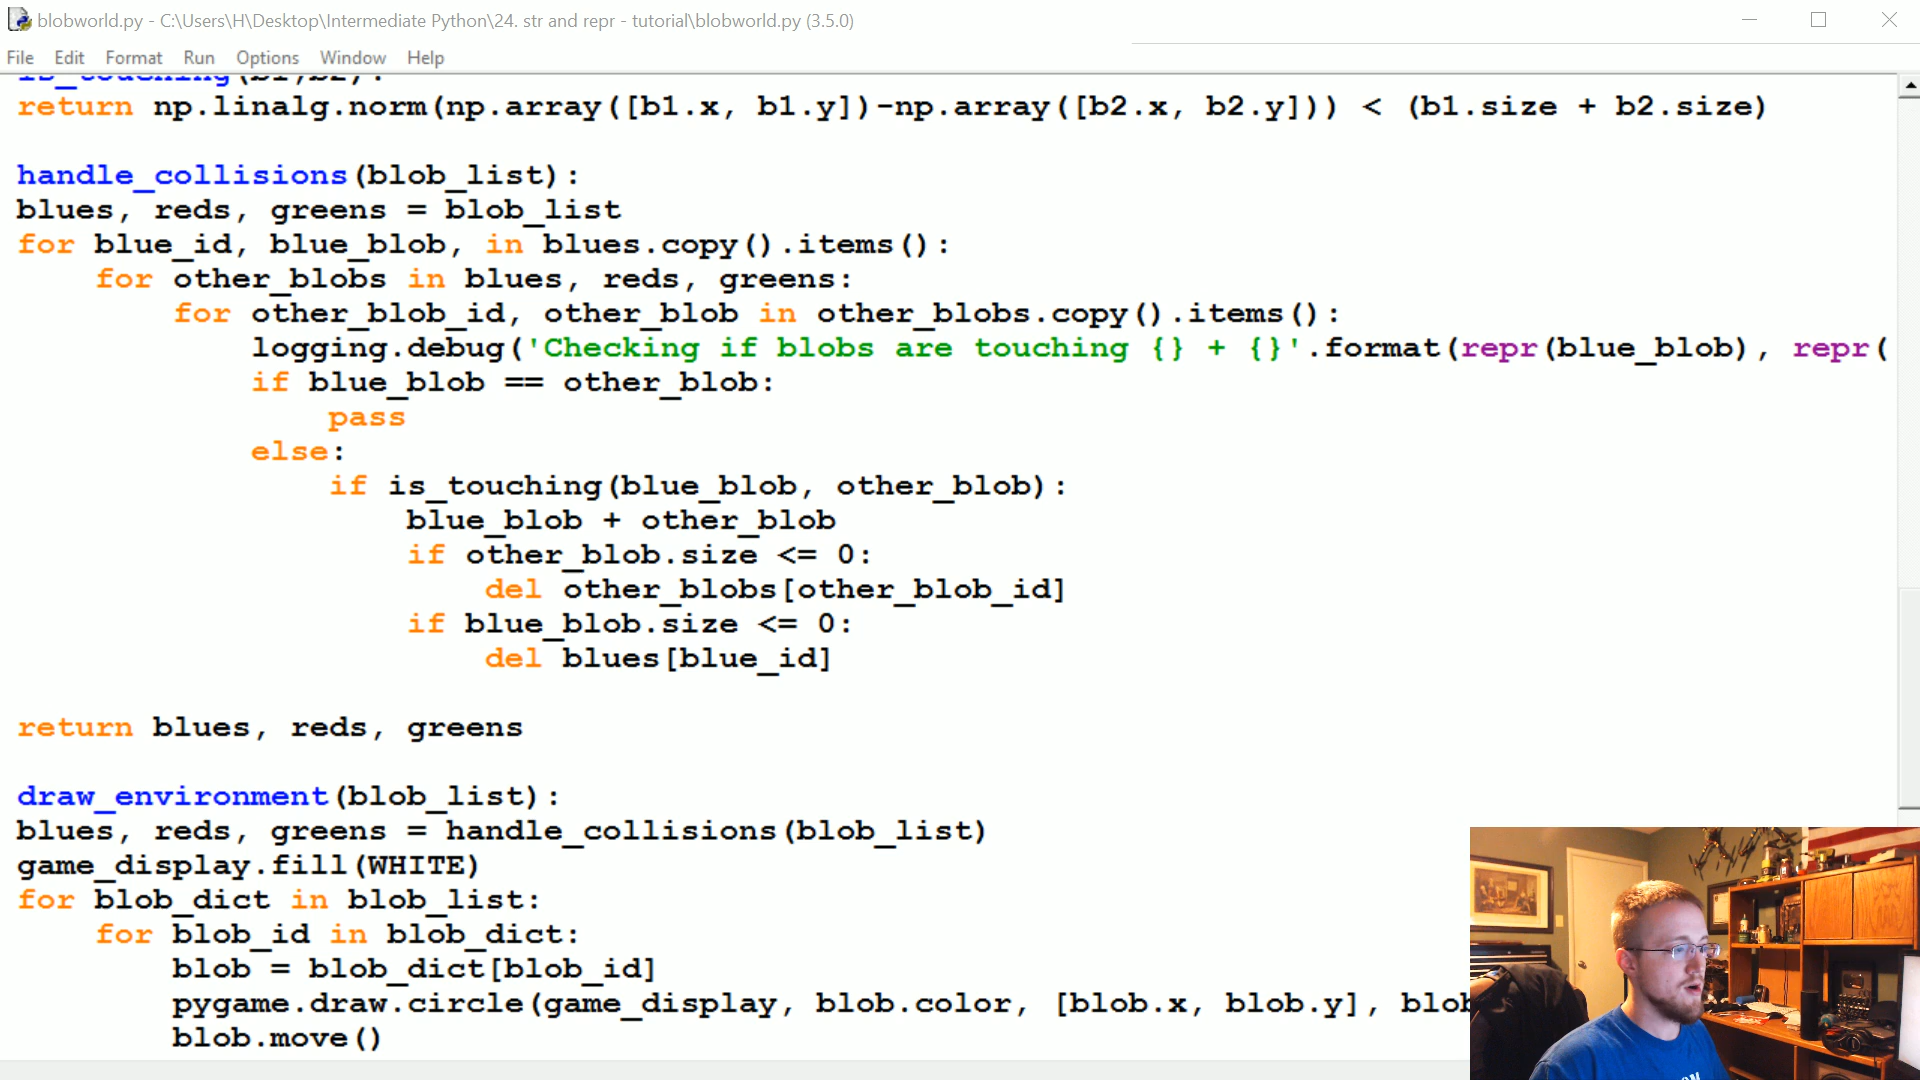 blobworld.py - C:\Users\H\Desktop\Intermediate Python\24. str and repr - tutorial\blobworld.py (3.5.0)
File Edit Format Run Options Window Help
is_touching(b1,b2):
return np.linalg.norm(np.array([b1.x, b1.y])-np.array([b2.x, b2.y])) < (b1.size + b2.size)
handle_collisions(blob_list):
blues, reds, greens = blob_list
for blue_id, blue_blob, in blues.copy().items():
for other_blobs in blues, reds, greens:
for other_blob_id, other_blob in other_blobs.copy().items():
logging.debug('Checking if blobs are touching {} + {}'.format(repr(blue_blob), repr(
if blue_blob == other_blob:
pass
else:
if is_touching(blue_blob, other_blob):
blue_blob + other_blob
if other_blob.size <= 0:
del other_blobs[other_blob_id]
if blue_blob.size <= 0:
del blues[blue_id]
return blues, reds, greens
draw_environment(blob_list):
blues, reds, greens = handle_collisions(blob_list)
game_display.fill(WHITE)
for blob_dict in blob_list:
for blob_id in blob_dict:
blob = blob_dict[blob_id]
pygame.draw.circle(game_display, blob.color, [blob.x, blob.y], blob
blob.move()